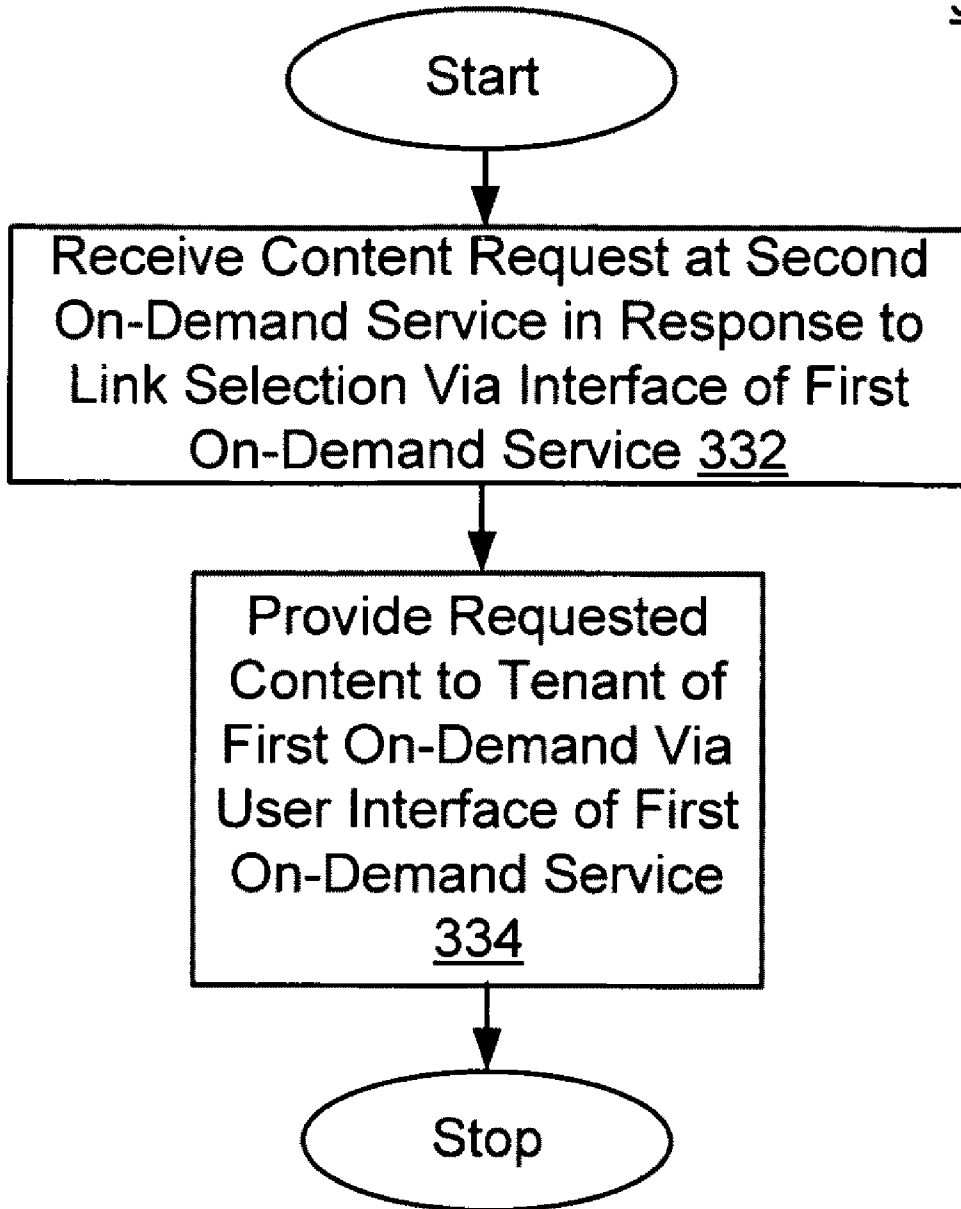 Start
Receive Content Request at Second
On-Demand Service in Response to
Link Selection Via Interface of First
On-Demand Service 332
Provide Requested
Content to Tenant of
First On-Demand Via
User Interface of First
On-Demand Service
334
Stop